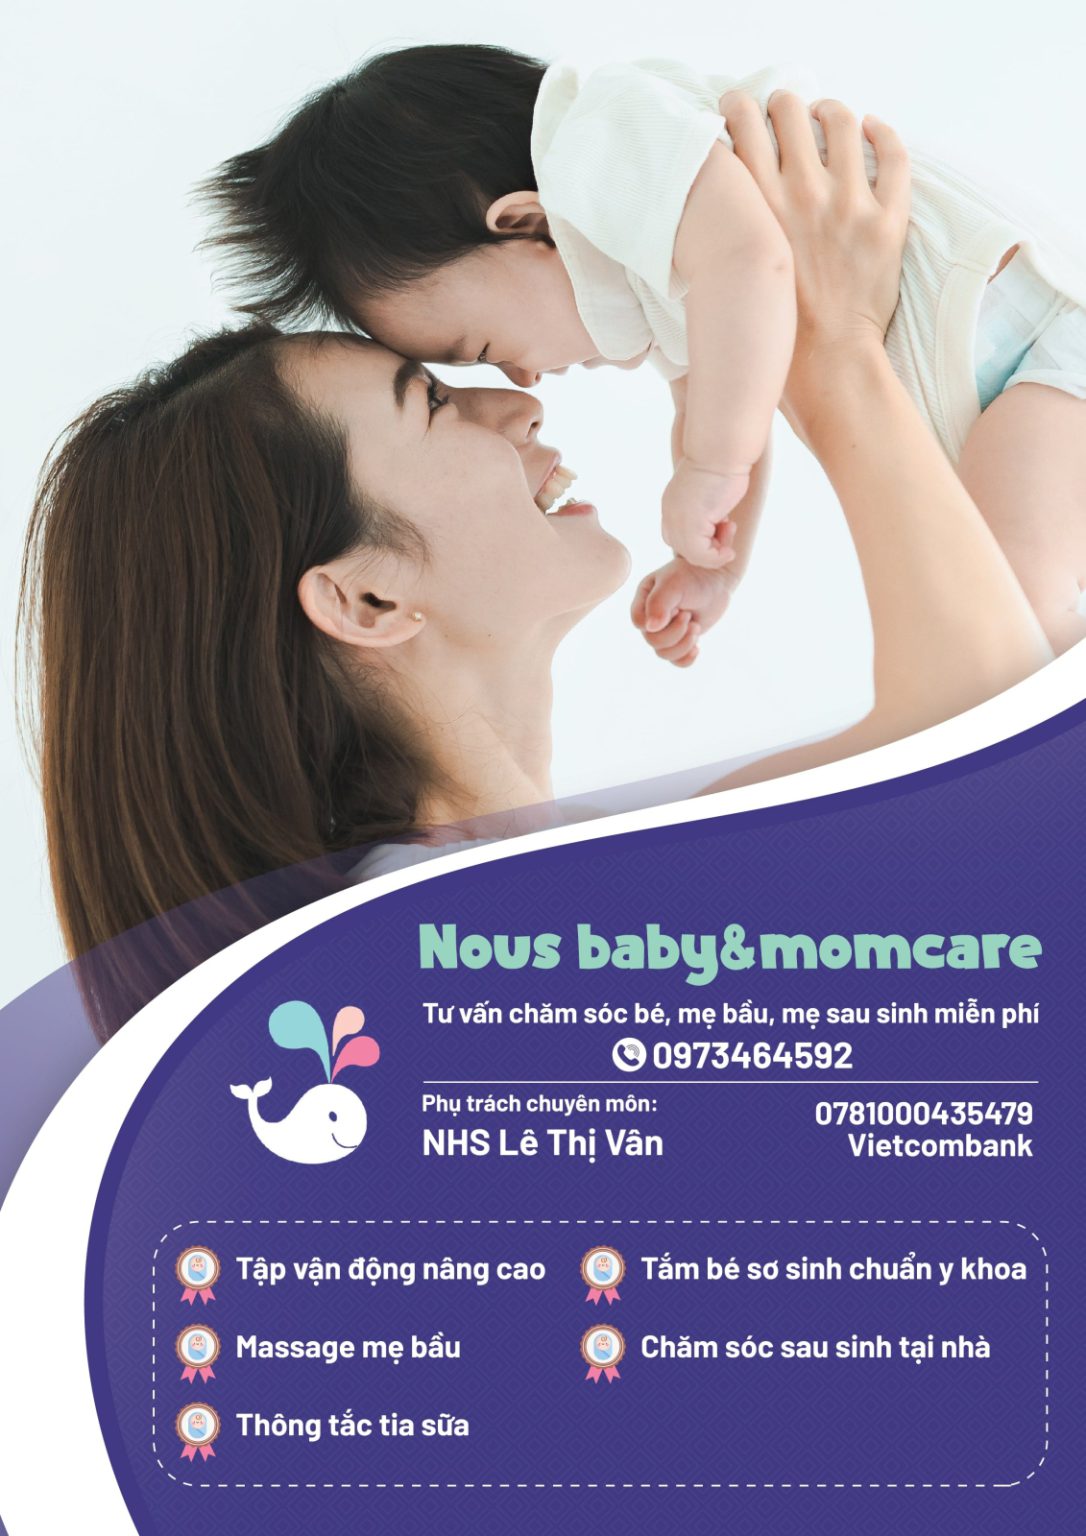 Nous baby&momcare
Tư vấn chăm sóc bé, mẹ bầu, mẹ sau sinh miễn phí
0973464592
Phụ trách chuyên môn:
NHS Lê Thị Vân
0781000435479
Vietcombank
Tập vận động nâng cao
Tắm bé sơ sinh chuẩn y khoa
Massage mẹ bầu
Chăm sóc sau sinh tại nhà
Thông tắc tia sữa